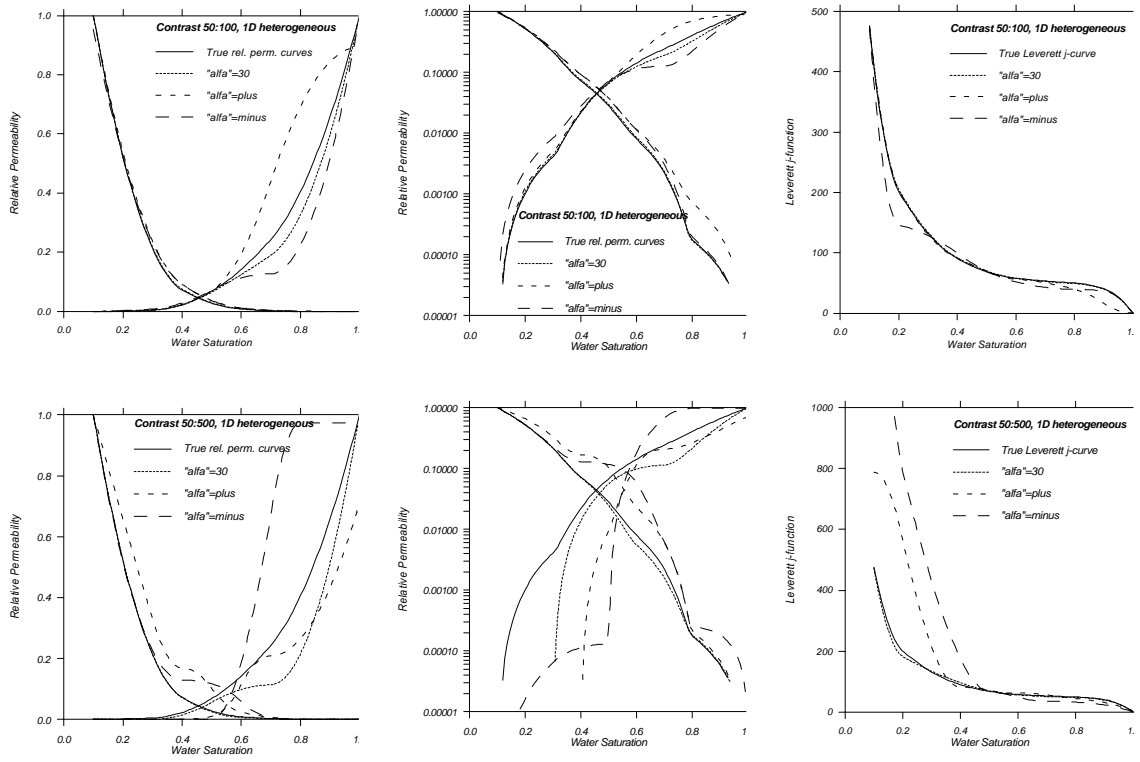 Contrast 50:100, 1D heterogeneous
True rel. perm. curves
"alfa"=30
"alfa"=plus
"alfa"=minus
Relative Permeability
1.0
0.8
0.6
0.4
0.2
0.0
0.0 0.2 0.4 0.6 0.8 1.
Water Saturation
1.00000
0.10000
0.01000
0.00100
0.00010
0.00001
Relative Permeability
Contrast 50:100, 1D heterogeneous
True rel. perm. curves
"alfa"=30
"alfa"=plus
"alfa"=minus
0.0 0.2 0.4 0.6 0.8 1
Water Saturation
Contrast 50:100, 1D heterogeneous
True Leverett j-curve
"alfa"=30
"alfa"=plus
"alfa"=minus
Leverett j-function
500
400
300
200
100
0
0.0 0.2 0.4 0.6 0.8 1.
Water Saturation
Contrast 50:500, 1D heterogeneous
True rel. perm. curves
"alfa"=30
"alfa"=plus
"alfa"=minus
Relative Permeability
1.0
0.8
0.6
0.4
0.2
0.0
0.0 0.2 0.4 0.6 0.8 1.
Water Saturation
1.00000
0.10000
0.01000
0.00100
0.00010
0.00001
Relative Permeability
0.0 0.2 0.4 0.6 0.8 1
Water Saturation
Contrast 50:500, 1D heterogeneous
True Leverett j-curve
"alfa"=30
"alfa"=plus
"alfa"=minus
Leverett j-function
1000
800
600
400
200
0
0.0 0.2 0.4 0.6 0.8 1.
Water Saturation